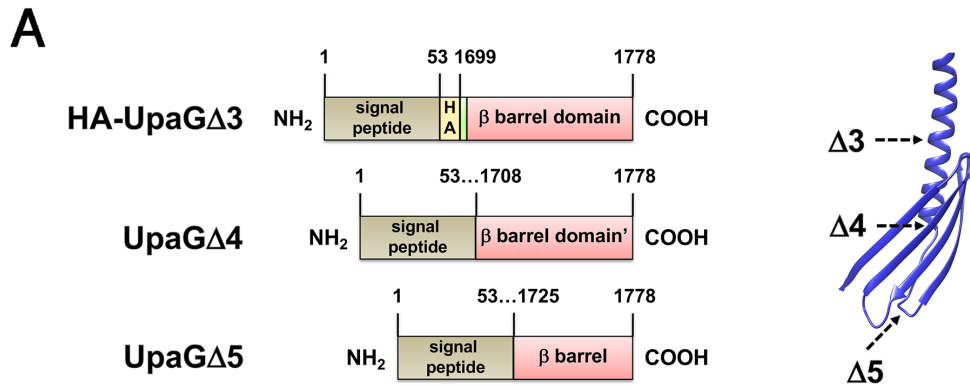 A
1 53 1699 1778
HA-UpaGΔ3 NH₂ signal peptide HA β barrel domain COOH
1 53…1708 1778
UpaGΔ4 NH₂ signal peptide β barrel domain’ COOH
1 53…1725 1778
UpaGΔ5 NH₂ signal peptide β barrel COOH
Δ3
Δ4
Δ5